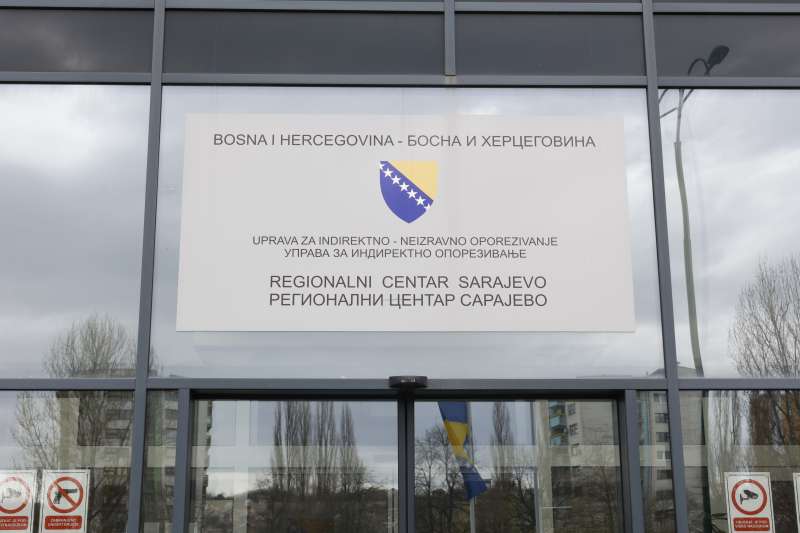 BOSNA I HERCEGOVINA - БОСНА И ХЕРЦЕГОВИНА
UPRAVA ZA INDIREKTNO - NEIZRAVNO OPOREZIVANJE
УПРАВА ЗА ИНДИРЕКТНО ОПОРЕЗИВАЊЕ
REGIONALNI CENTAR SARAJEVO
РЕГИОНАЛНИ ЦЕНТАР САРАЈЕВО